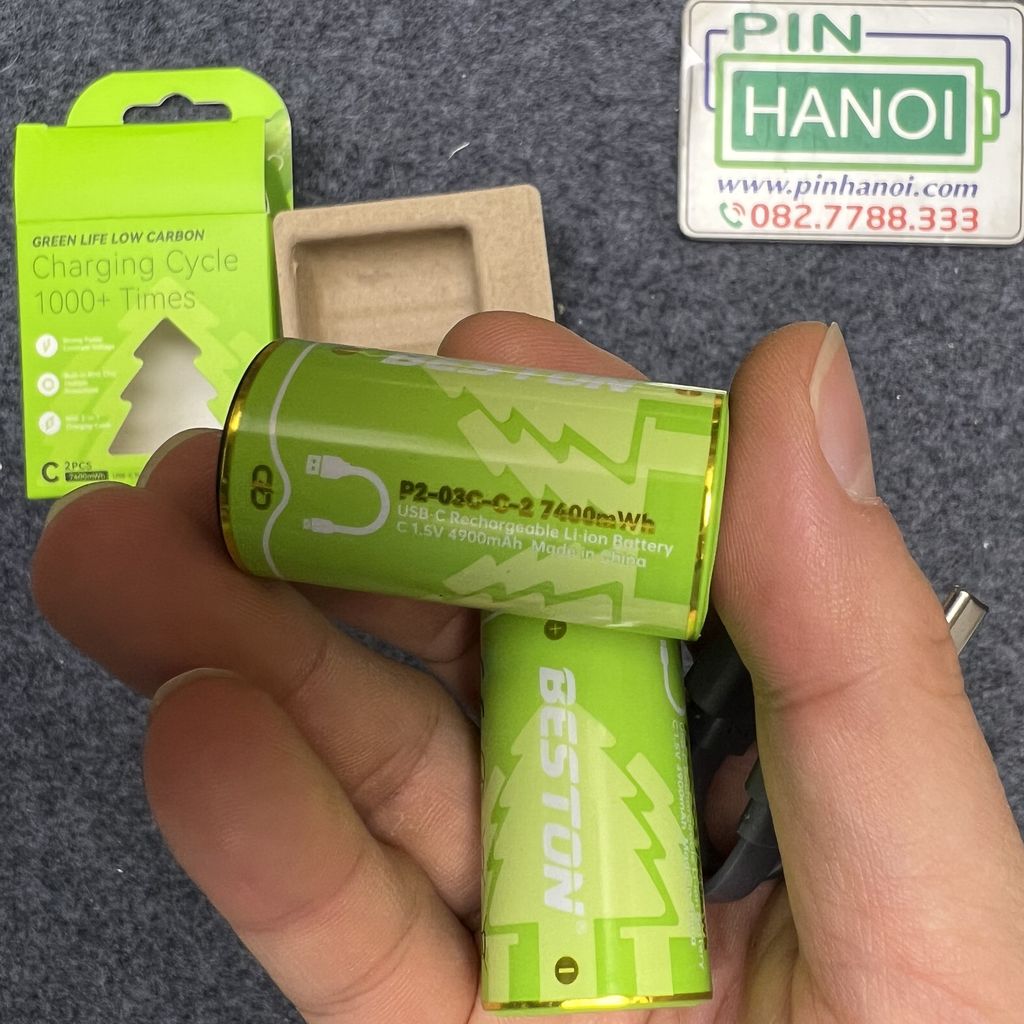 PIN
HANOI
www.pinhanoi.com
082.7788.333
GREEN LIFE LOW CARBON
Charging Cycle
1000+ Times
C 2PCS
7400mWh
BESTON
P2-03C-C-2 7400mWh
USB-C Rechargeable Li-ion Battery
C 1.5V 4900mAh Made in China
BESTON